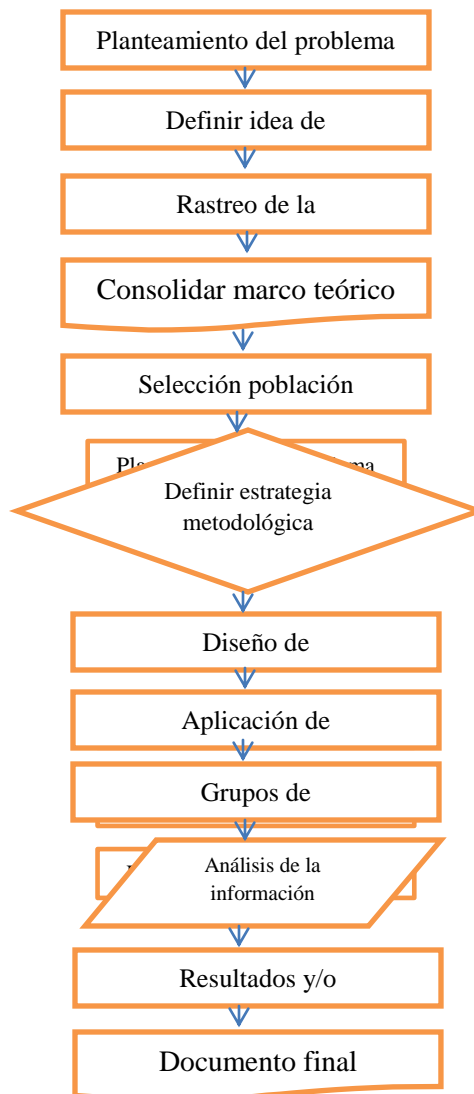 Planteamiento del problema
Definir idea de
Rastreo de la
Consolidar marco teórico
Selección población
Definir estrategia
metodológica
Diseño de
Aplicación de
Grupos de
Análisis de la
información
Resultados y/o
Documento final